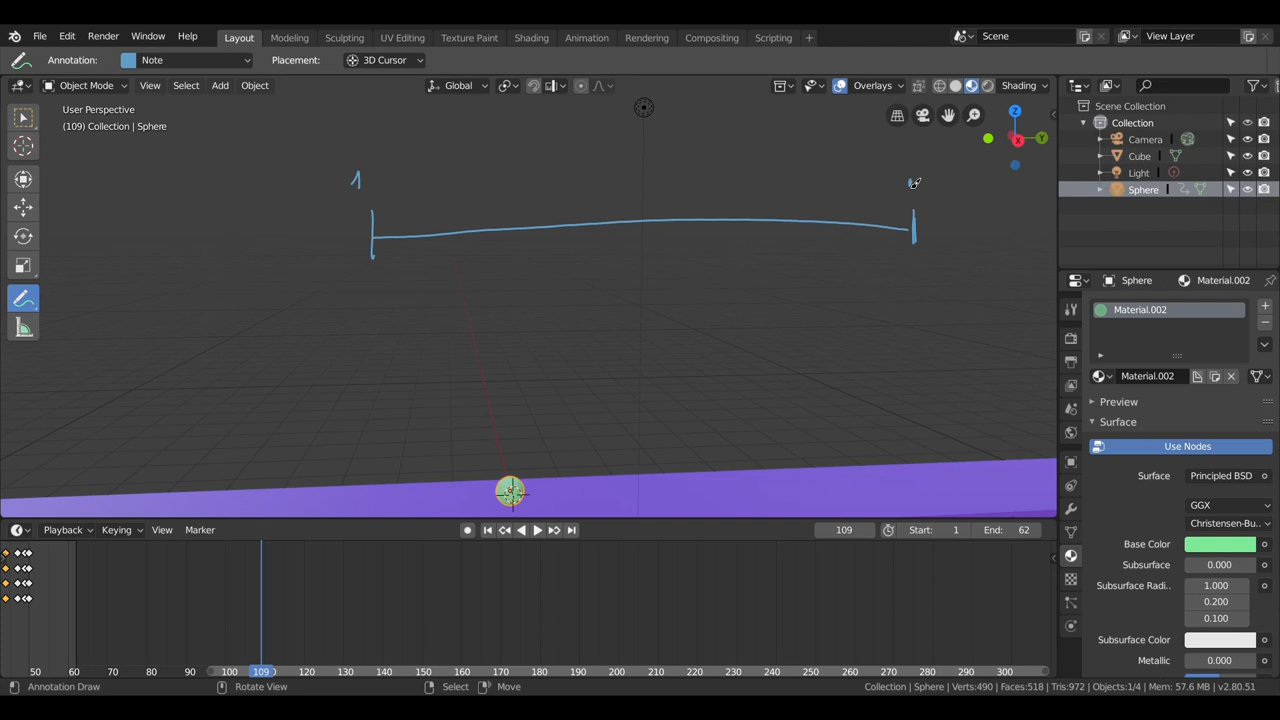 File Edit Render Window Help Layout Modeling Sculpting UV Editing Texture Paint Shading Animation Rendering Compositing Scripting + Scene View Layer
Annotation: Note Placement: 3D Cursor
Object Mode View Select Add Object Global Overlays Shading
User Perspective
(109) Collection | Sphere
1
Z
X
Y
Scene Collection
Collection
Camera
Cube
Light
Sphere
Sphere Material.002
Material.002
Material.002
Preview
Surface
Use Nodes
Surface Principled BSD
GGX
Christensen-Bu..
Base Color
Subsurface 0.000
Subsurface Radi.. 1.000
0.200
0.100
Subsurface Color
Metallic 0.000
Playback Keying View Marker 109 Start: 1 End: 62
50 60 70 80 90 100 109 120 130 140 150 160 170 180 190 200 210 220 230 240 250 260 270 280 290 300
Annotation Draw Rotate View Select Move Collection | Sphere | Verts:490 | Faces:518 | Tris:972 | Objects:1/4 | Mem: 57.6 MB | v2.80.51